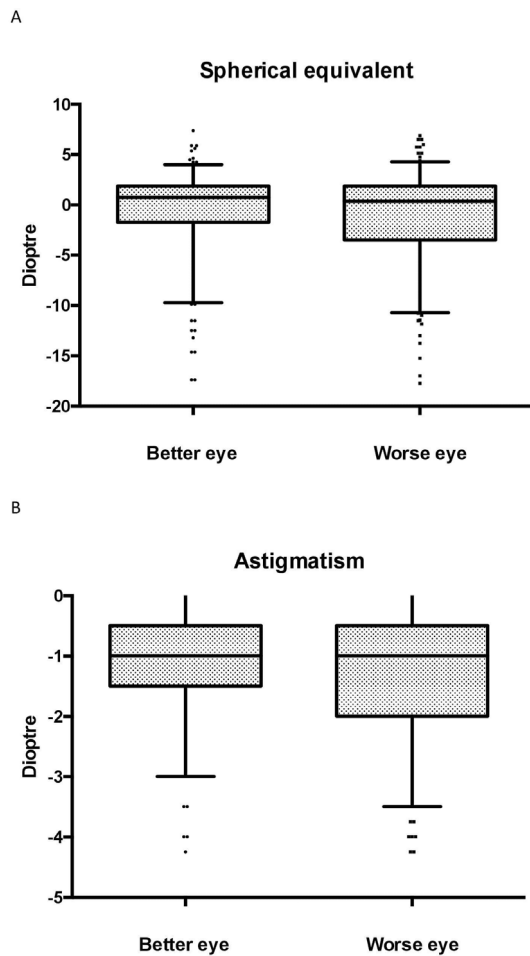 A
Spherical equivalent
10
5
0
-5
-10
-15
-20
Dioptre
Better eye Worse eye
B
Astigmatism
0
-1
-2
-3
-4
-5
Dioptre
Better eye Worse eye